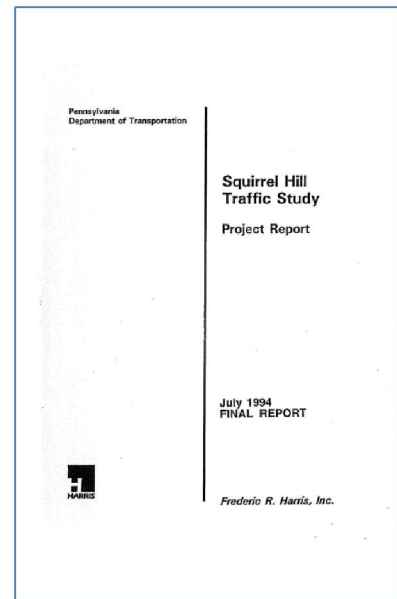 Pennsylvania
Department of Transportation
Squirrel Hill
Traffic Study
Project Report
July 1994
FINAL REPORT
H
HARRIS
Frederic R. Harris, Inc.